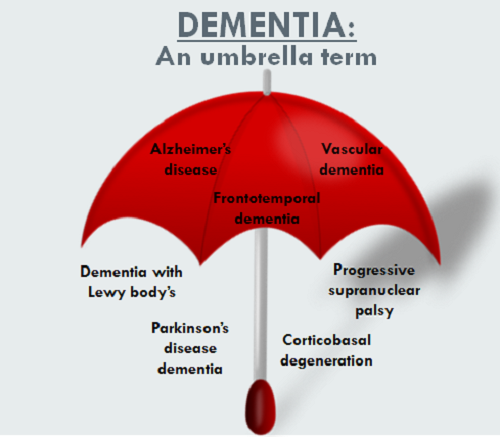 DEMENTIA:
An umbrella term
Alzheimer's
disease
Vascular
dementia
Frontotemporal
dementia
Dementia with
Lewy body's
Progressive
supranuclear
palsy
Parkinson's
disease
dementia
Corticobasal
degeneration